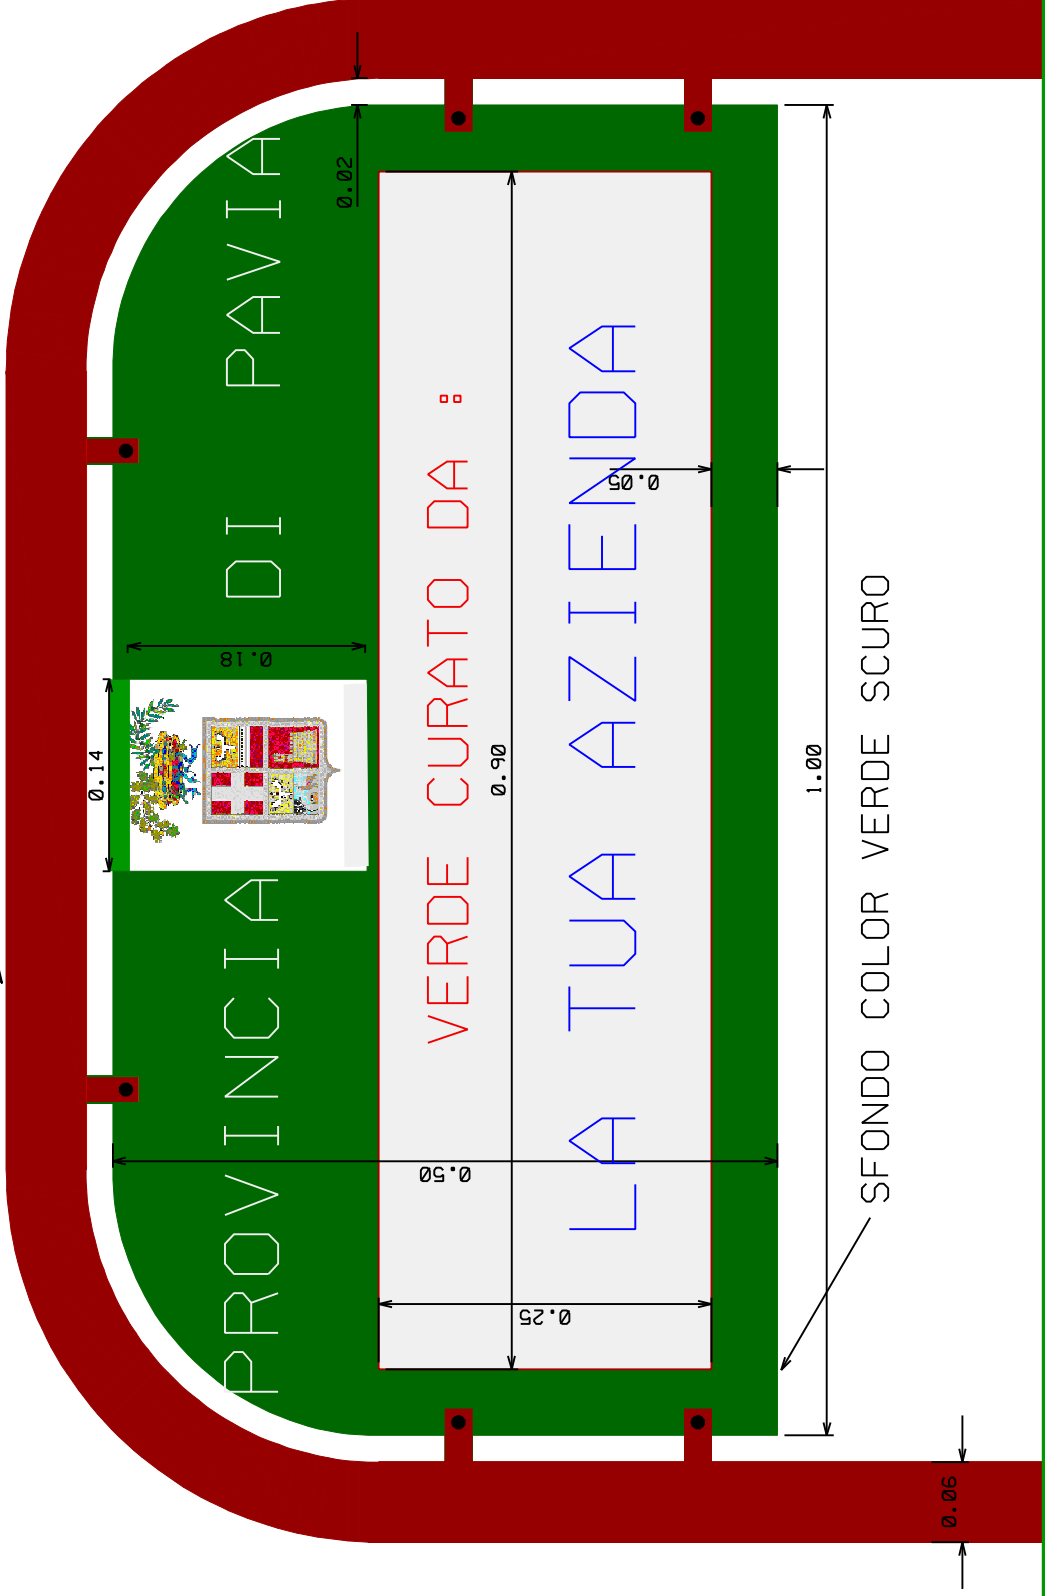 PROVINCIA DI PAVIA
0.02
0.14
0.18
VERDE CURATO DA :
0.90
LA TUA AZIENDA
0.05
0.50
0.25
1.00
SFONDO COLOR VERDE SCURO
0.06